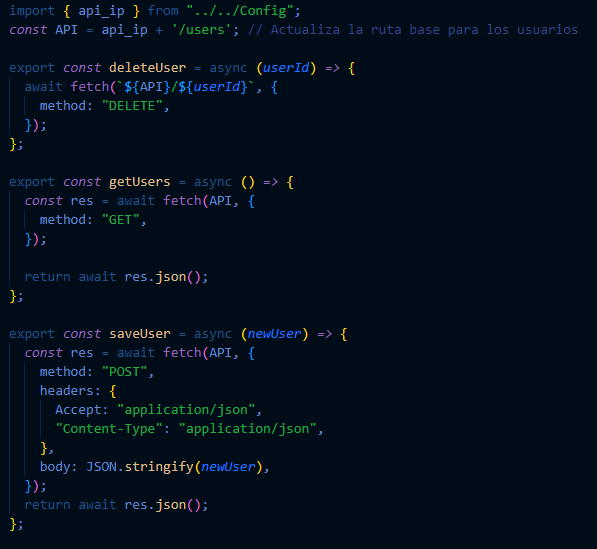 import { api_ip } from "../../Config";
const API = api_ip + '/users'; // Actualiza la ruta base para los usuarios

export const deleteUser = async (userId) => {
  await fetch(`${API}/${userId}`, {
    method: "DELETE",
  });
};

export const getUsers = async () => {
  const res = await fetch(API, {
    method: "GET",
  });

  return await res.json();
};

export const saveUser = async (newUser) => {
  const res = await fetch(API, {
    method: "POST",
    headers: {
      Accept: "application/json",
      "Content-Type": "application/json",
    },
    body: JSON.stringify(newUser),
  });
  return await res.json();
};